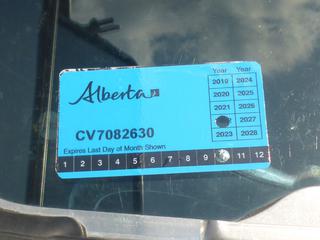 Alberta
Year Year
2019 2024
2020 2025
2021 2026
2027
2023 2028
CV7082630
Expires Last Day of Month Shown
1 2 3 4 5 6 7 8 9 11 12